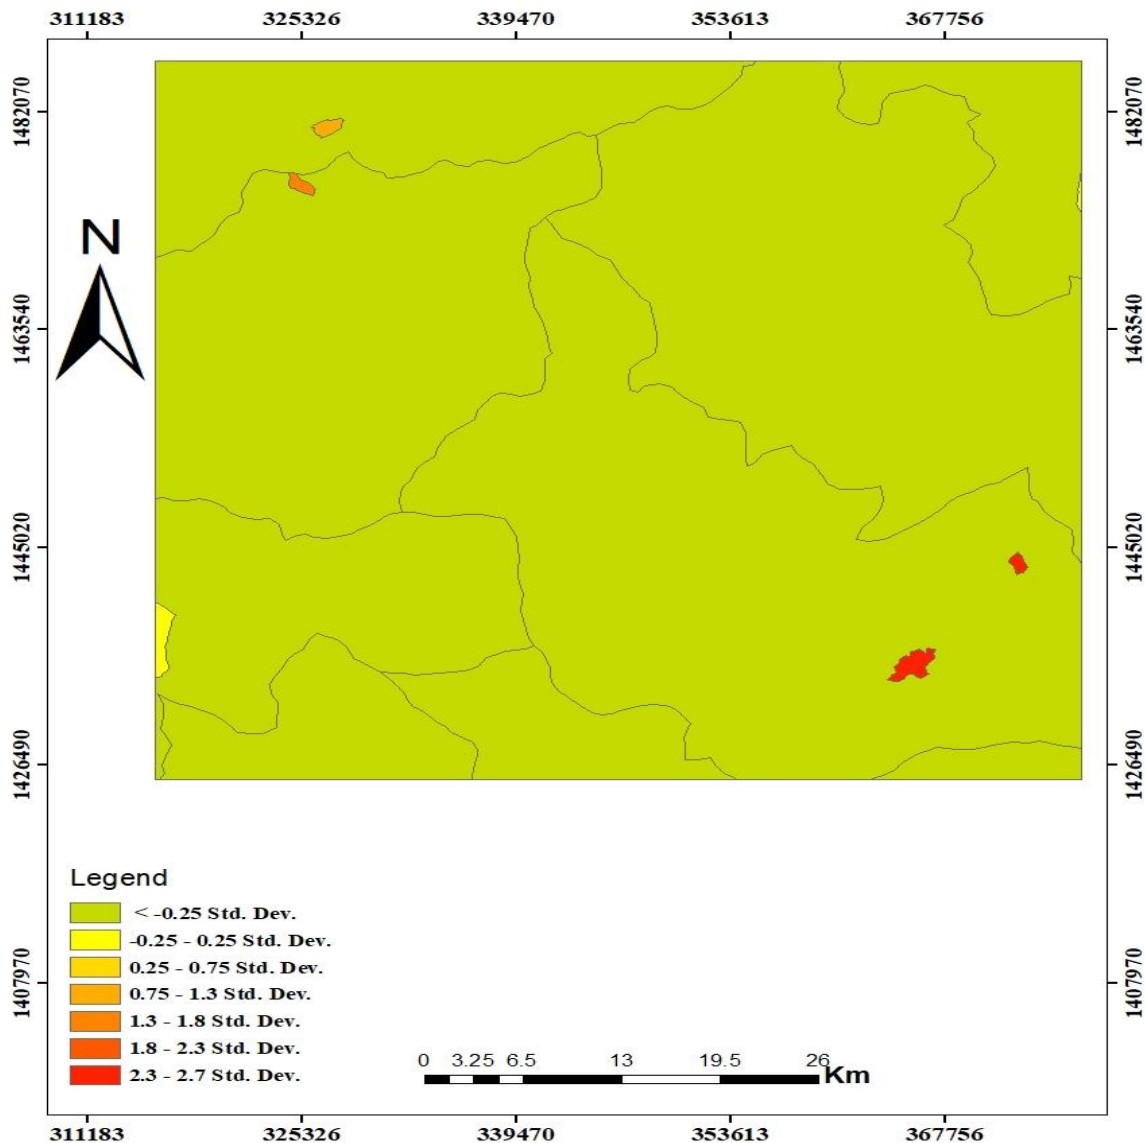 311183 325326 339470 353613 367756
1482070 1482070
N
1463540 1463540
1445020 1445020
1426490 1426490
Legend
< -0.25 Std. Dev.
-0.25 - 0.25 Std. Dev.
0.25 - 0.75 Std. Dev.
0.75 - 1.3 Std. Dev.
1.3 - 1.8 Std. Dev.
1.8 - 2.3 Std. Dev.
2.3 - 2.7 Std. Dev.
1407970 1407970
0 3.25 6.5 13 19.5 26
Km
311183 325326 339470 353613 367756